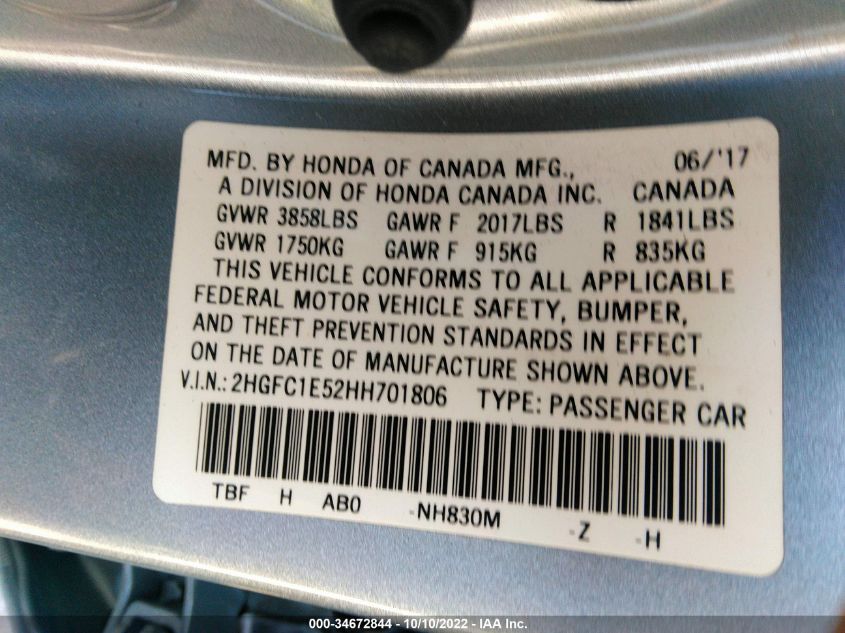 MFD. BY HONDA OF CANADA MFG., 06/'17
A DIVISION OF HONDA CANADA INC. CANADA
GVWR 3858LBS GAWR F 2017LBS R 1841LBS
GVWR 1750KG GAWR F 915KG R 835KG
THIS VEHICLE CONFORMS TO ALL APPLICABLE
FEDERAL MOTOR VEHICLE SAFETY, BUMPER,
AND THEFT PREVENTION STANDARDS IN EFFECT
ON THE DATE OF MANUFACTURE SHOWN ABOVE.
V.I.N.: 2HGFC1E52HH701806 TYPE: PASSENGER CAR
TBF H AB0 -NH830M -Z -H
000-34672844 - 10/10/2022 - IAA Inc.